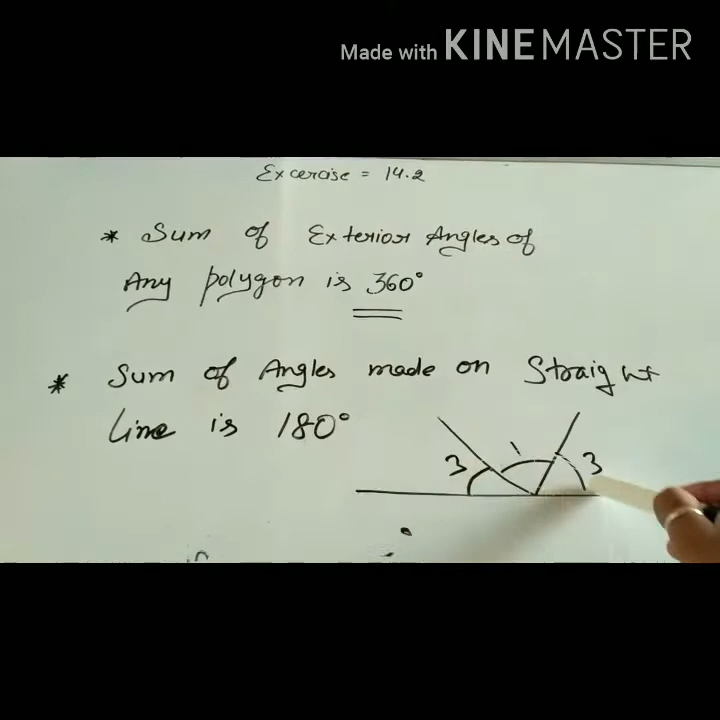 Made with KINEMASTER
Excercise = 14.2
* Sum of Exterior Angles of
Any polygon is 360°
* Sum of Angles made on Straight
line is 180°
3 1 3